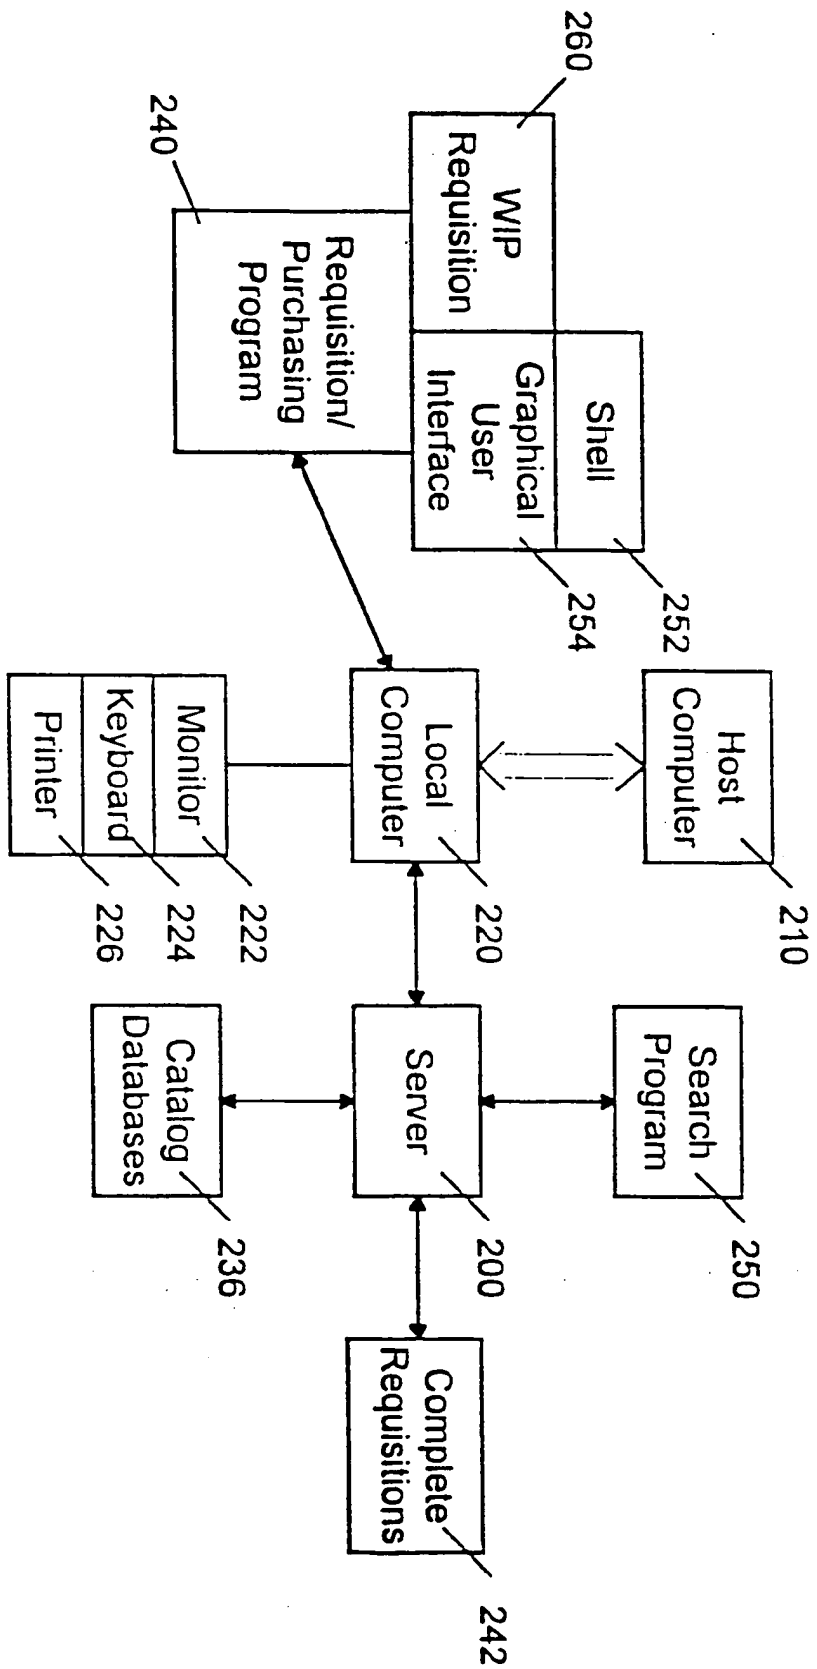 260
WIP
Requisition
Shell
252
Graphical
User
Interface
254
240
Requisition/
Purchasing
Program
Host
Computer
210
Local
Computer
220
Monitor
222
Keyboard
224
Printer
226
Search
Program
250
Server
200
Catalog
Databases
236
Complete
Requisitions
242